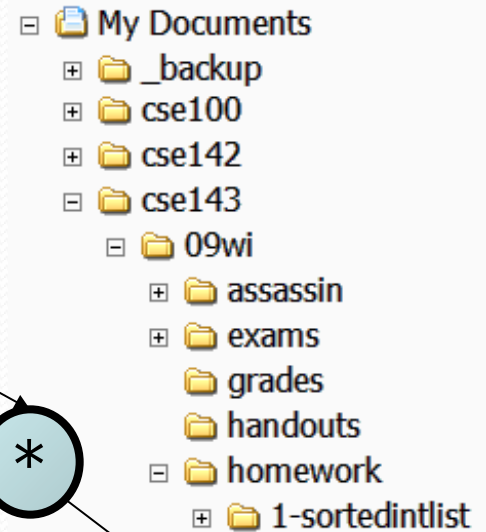 My Documents
_backup
cse100
cse142
cse143
09wi
assassin
exams
grades
handouts
homework
1-sortedintlist
*